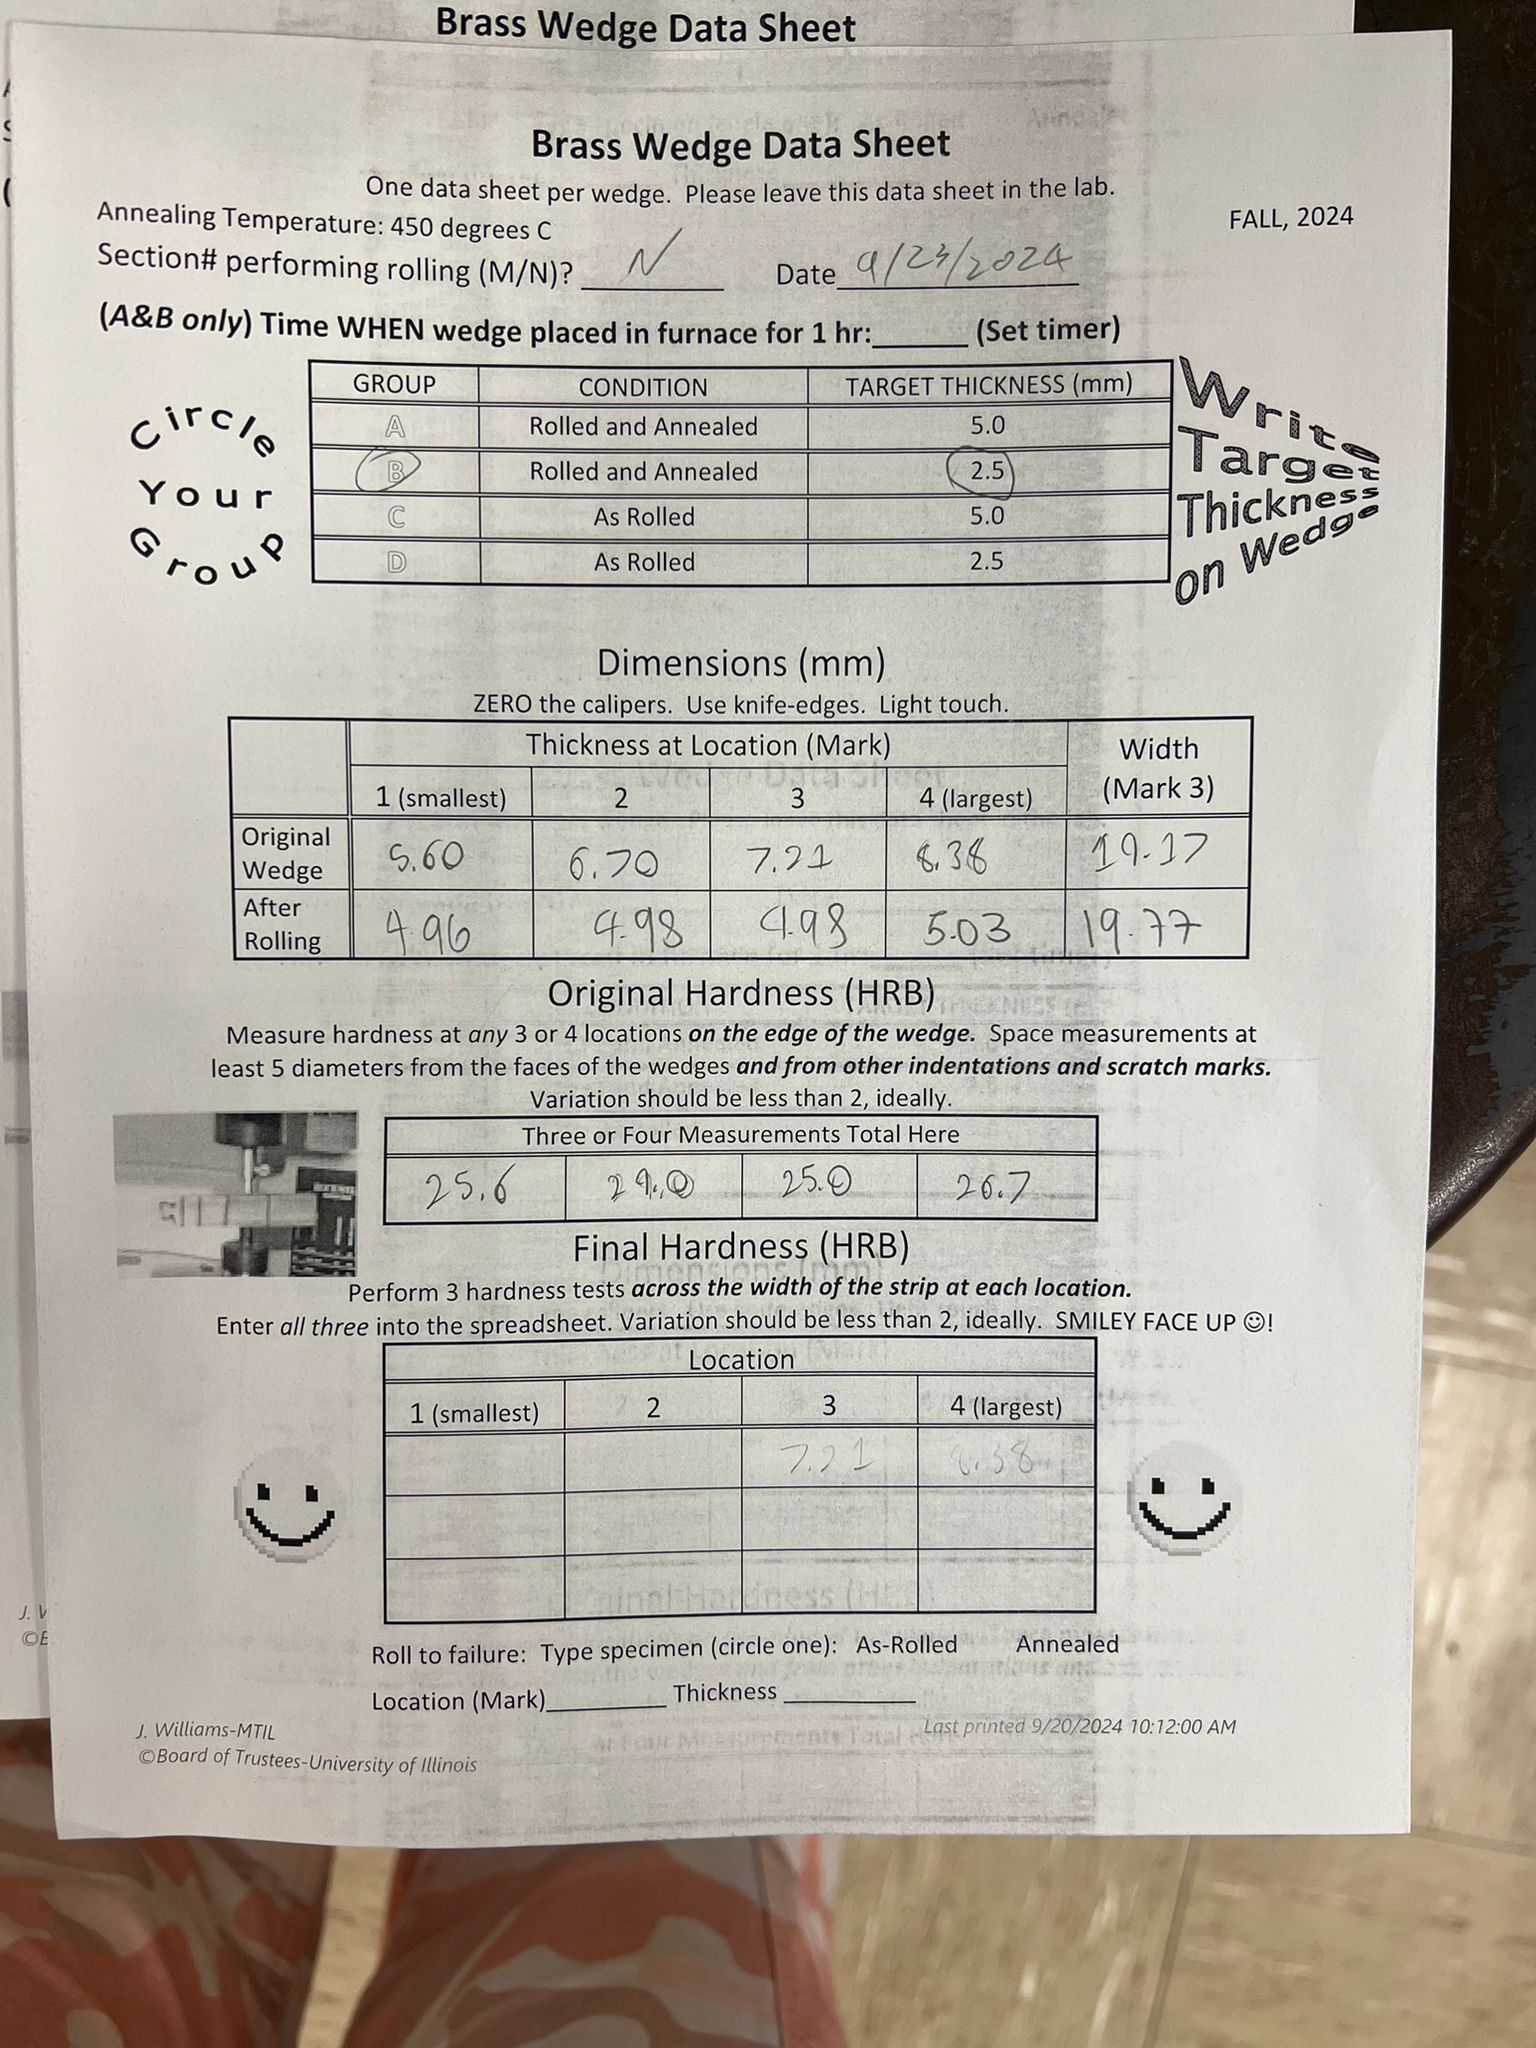 Brass Wedge Data Sheet
Brass Wedge Data Sheet
One data sheet per wedge. Please leave this data sheet in the lab.
Annealing Temperature: 450 degrees C
FALL, 2024
Section# performing rolling (M/N)? N Date 9/23/2024
(A&B only) Time WHEN wedge placed in furnace for 1 hr:______ (Set timer)
Circle Your Group
GROUP CONDITION TARGET THICKNESS (mm)
A Rolled and Annealed 5.0
B Rolled and Annealed 2.5
C As Rolled 5.0
D As Rolled 2.5
Write Target Thickness on Wedge
Dimensions (mm)
ZERO the calipers. Use knife-edges. Light touch.
Thickness at Location (Mark) Width (Mark 3)
1 (smallest) 2 3 4 (largest)
Original Wedge 5.60 6.70 7.21 8.38 19.17
After Rolling 4.96 4.98 4.98 5.03 19.77
Original Hardness (HRB)
Measure hardness at any 3 or 4 locations on the edge of the wedge. Space measurements at
least 5 diameters from the faces of the wedges and from other indentations and scratch marks.
Variation should be less than 2, ideally.
Three or Four Measurements Total Here
25.6 29.0 25.0 26.7
Final Hardness (HRB)
Perform 3 hardness tests across the width of the strip at each location.
Enter all three into the spreadsheet. Variation should be less than 2, ideally. SMILEY FACE UP ☺!
Location
1 (smallest) 2 3 4 (largest)
7.21 8.38
Roll to failure: Type specimen (circle one): As-Rolled Annealed
Location (Mark)________ Thickness ________
J. Williams-MTIL
Last printed 9/20/2024 10:12:00 AM
©Board of Trustees-University of Illinois